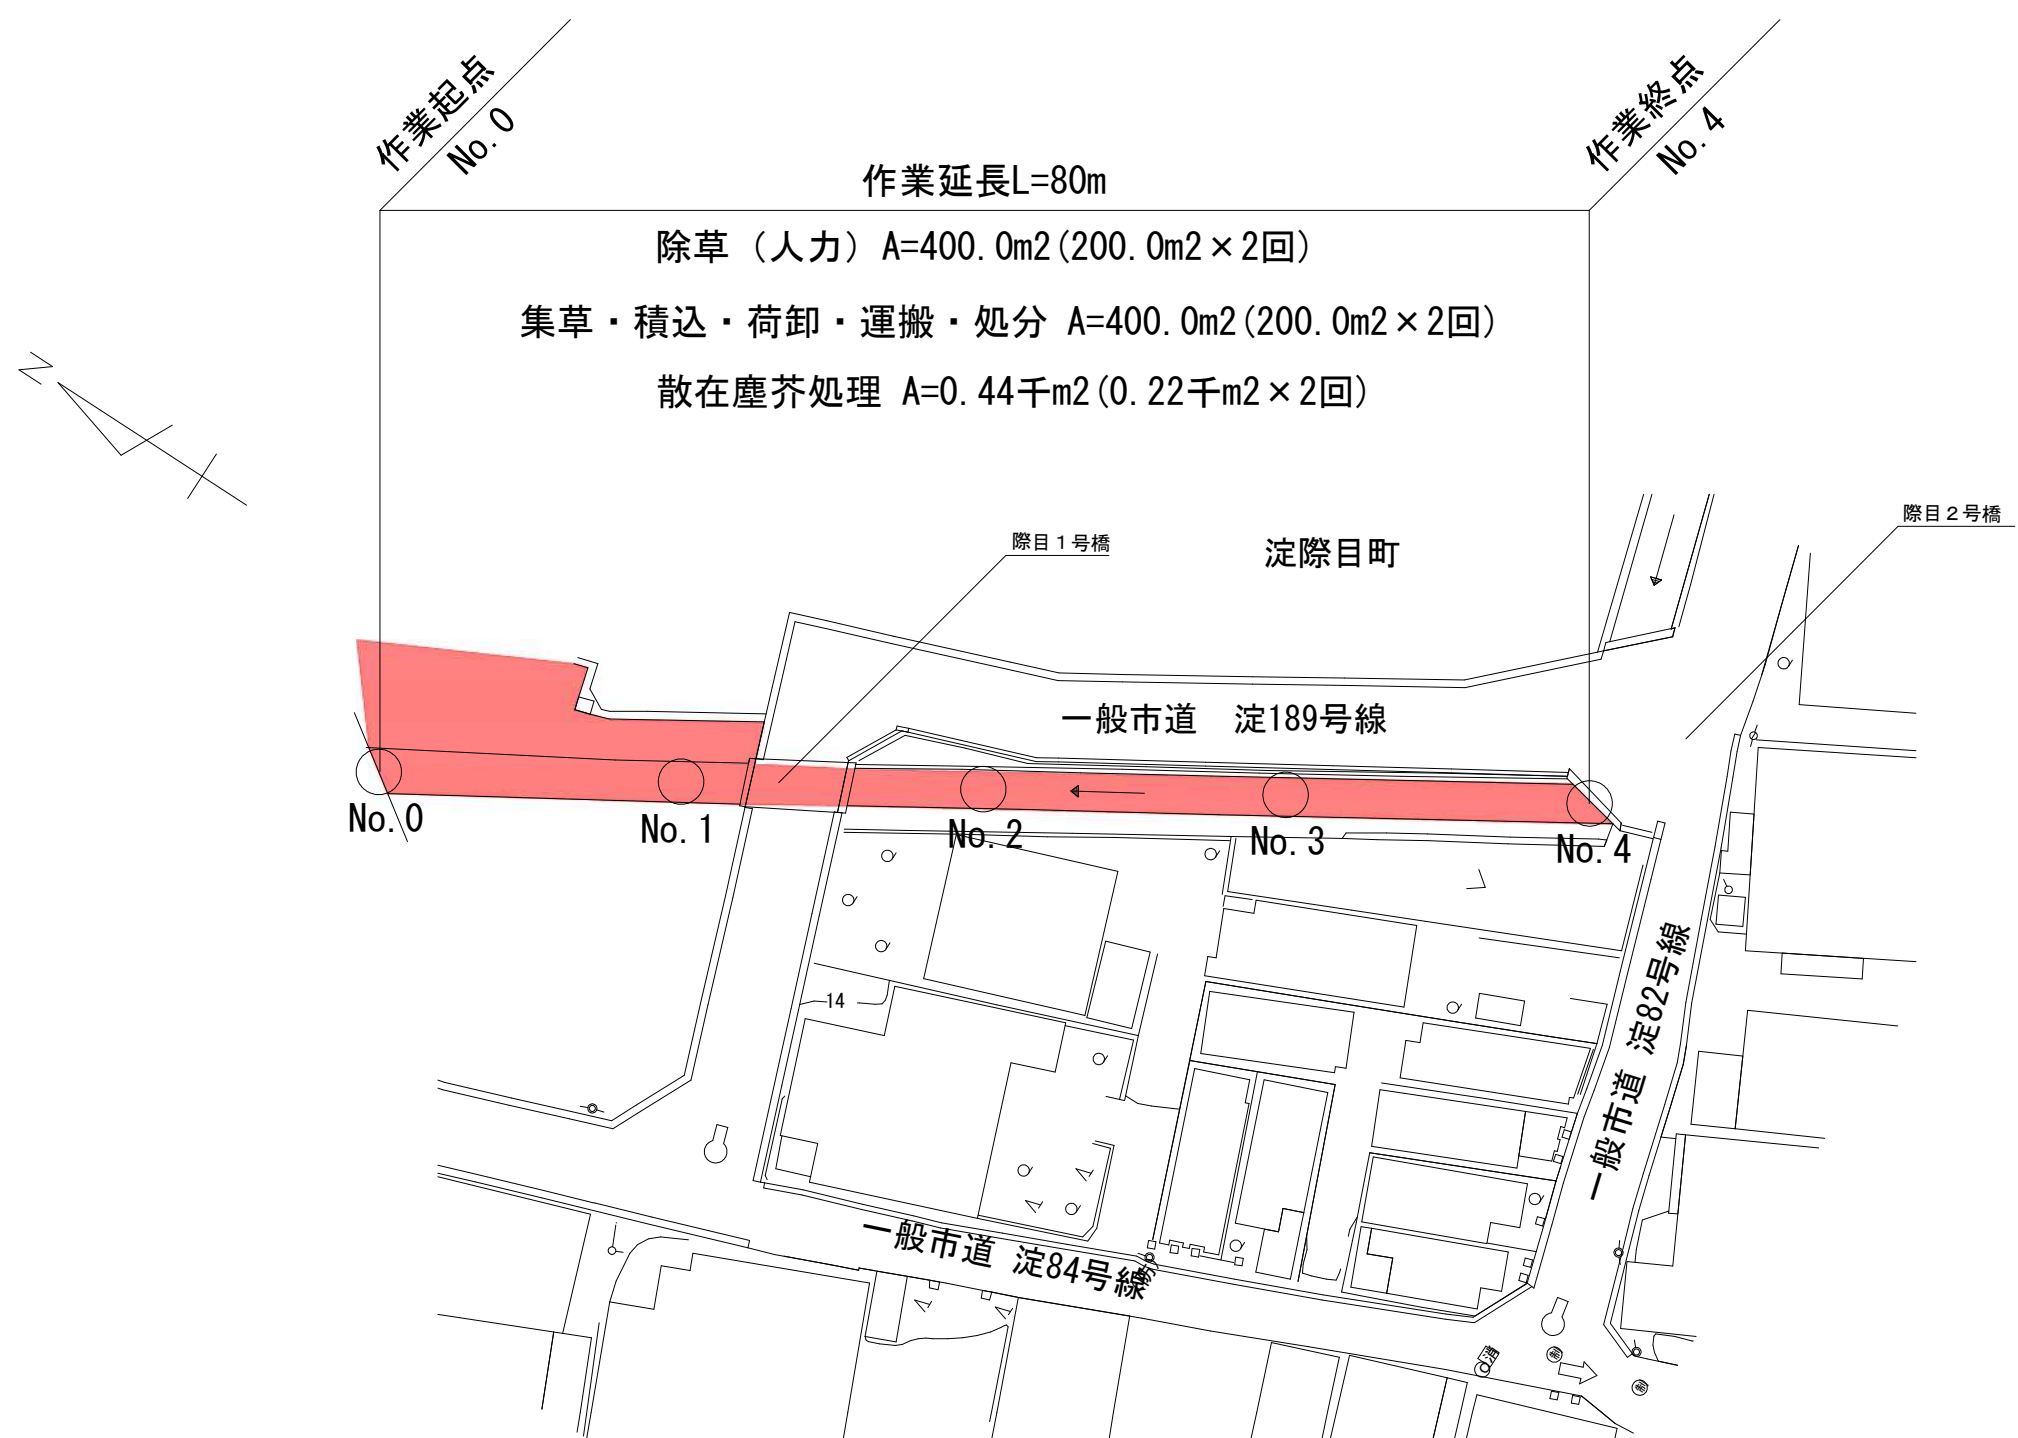 作業起点
No.0
作業終点
No.4
作業延長L=80m
除草（人力）A=400.0m2(200.0m2×2回)
集草・積込・荷卸・運搬・処分 A=400.0m2(200.0m2×2回)
散在塵芥処理 A=0.44千m2(0.22千m2×2回)
N
際目２号橋
際目１号橋
淀際目町
一般市道　淀189号線
No.0
No.1
No.2
No.3
No.4
14
一般市道 淀82号線
一般市道 淀84号線
消